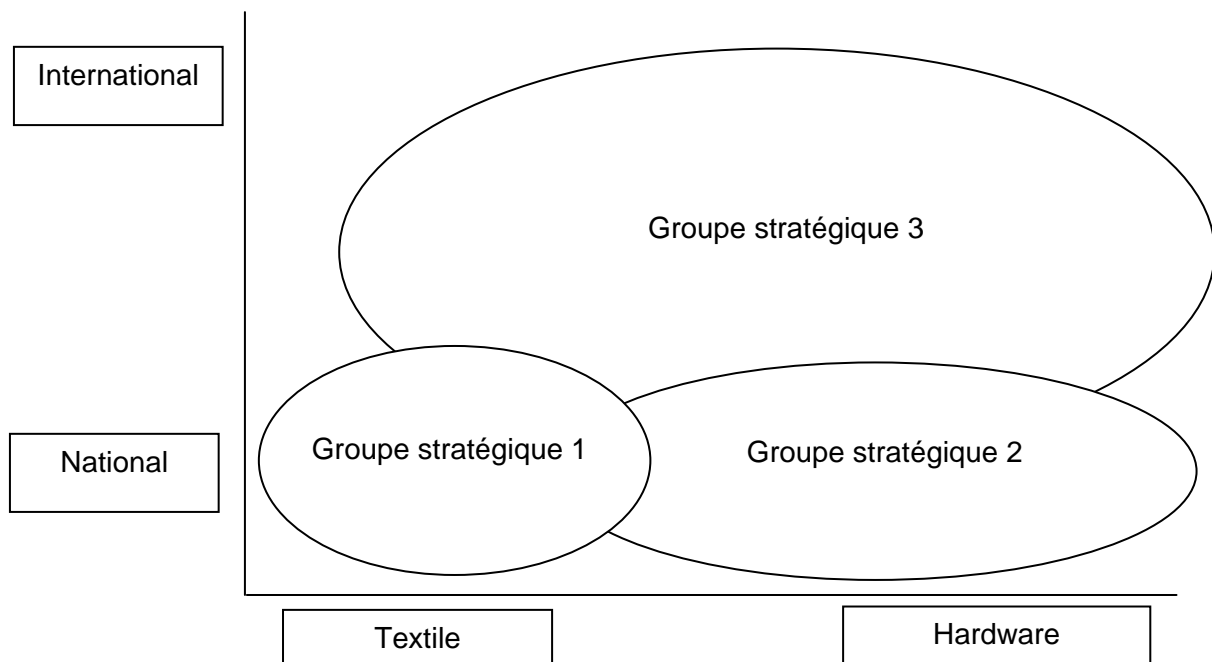 International
Groupe stratégique 3
Groupe stratégique 1
Groupe stratégique 2
National
Textile
Hardware